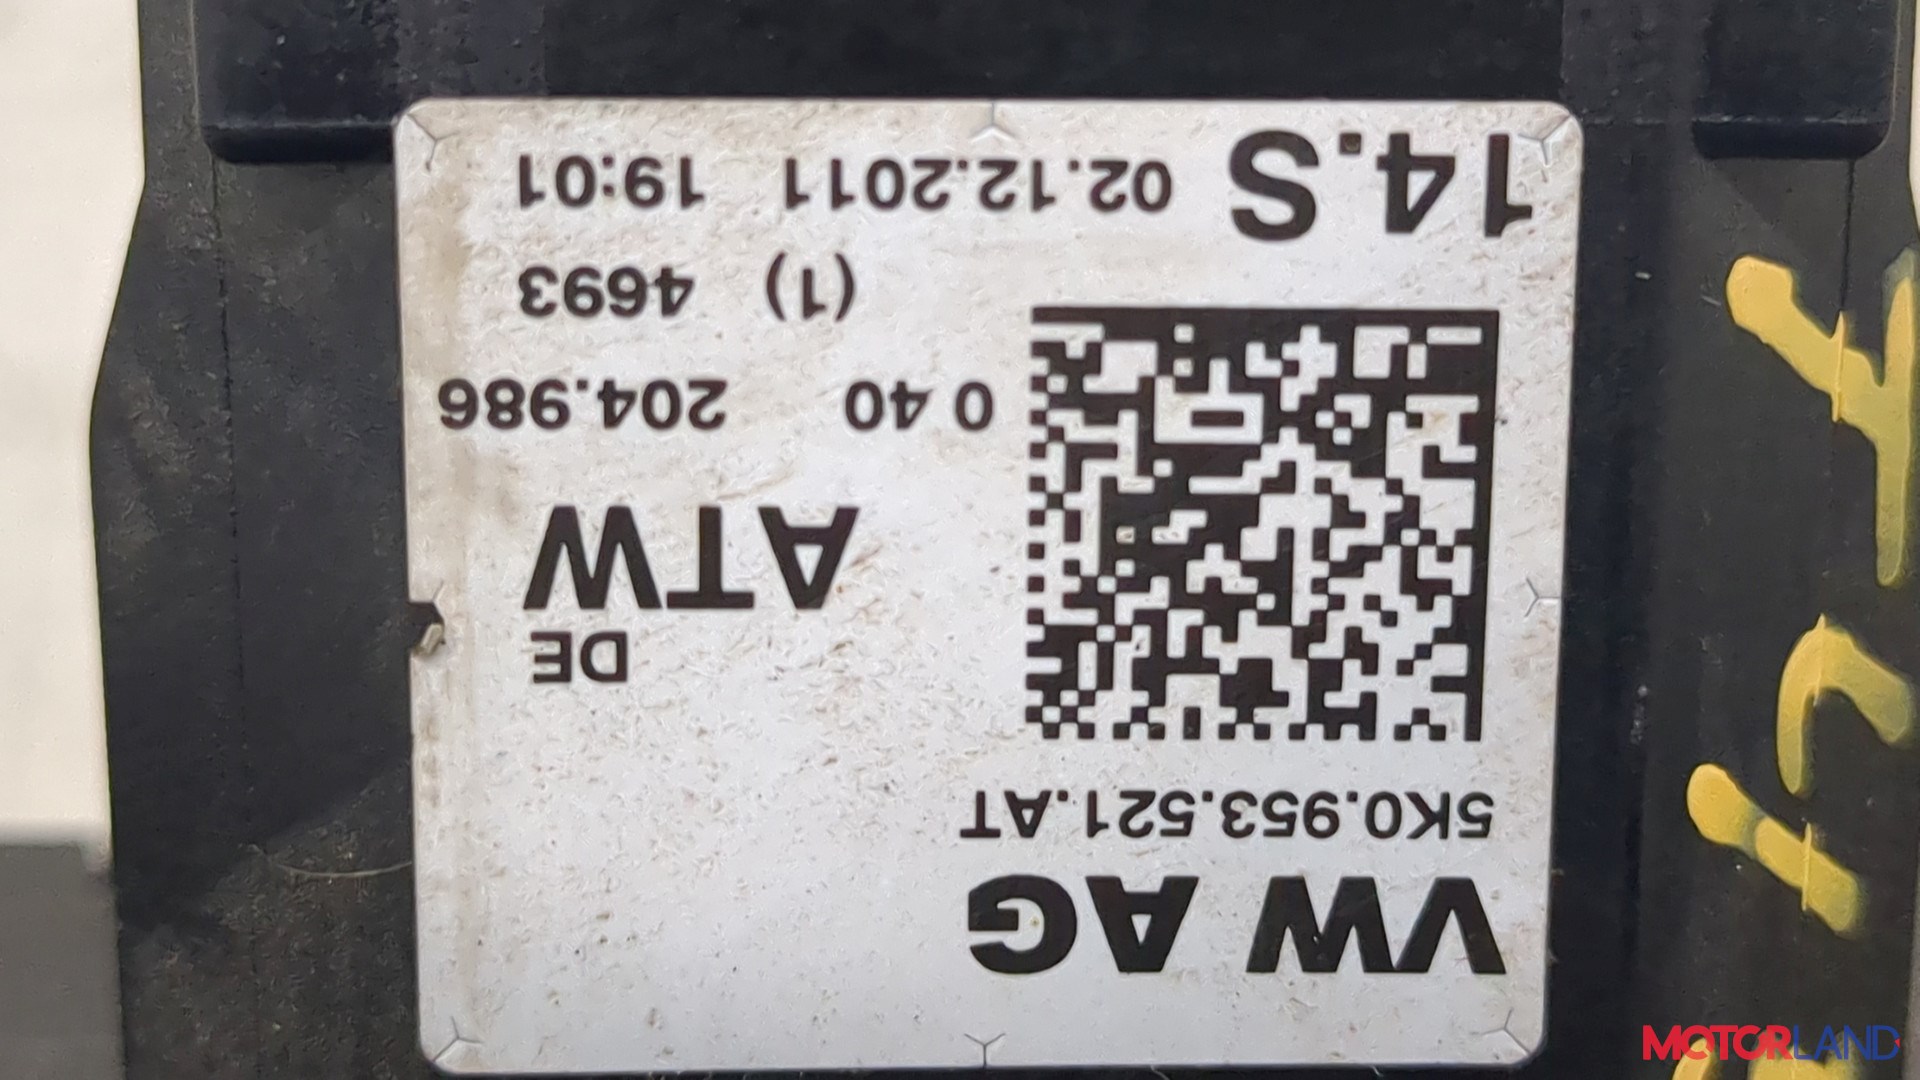 VW AG
5K0.953.521.AT
DE
ATW
0 40 204.986
(1) 4693
14.S 02.12.2011 19:01
MOTORLAND